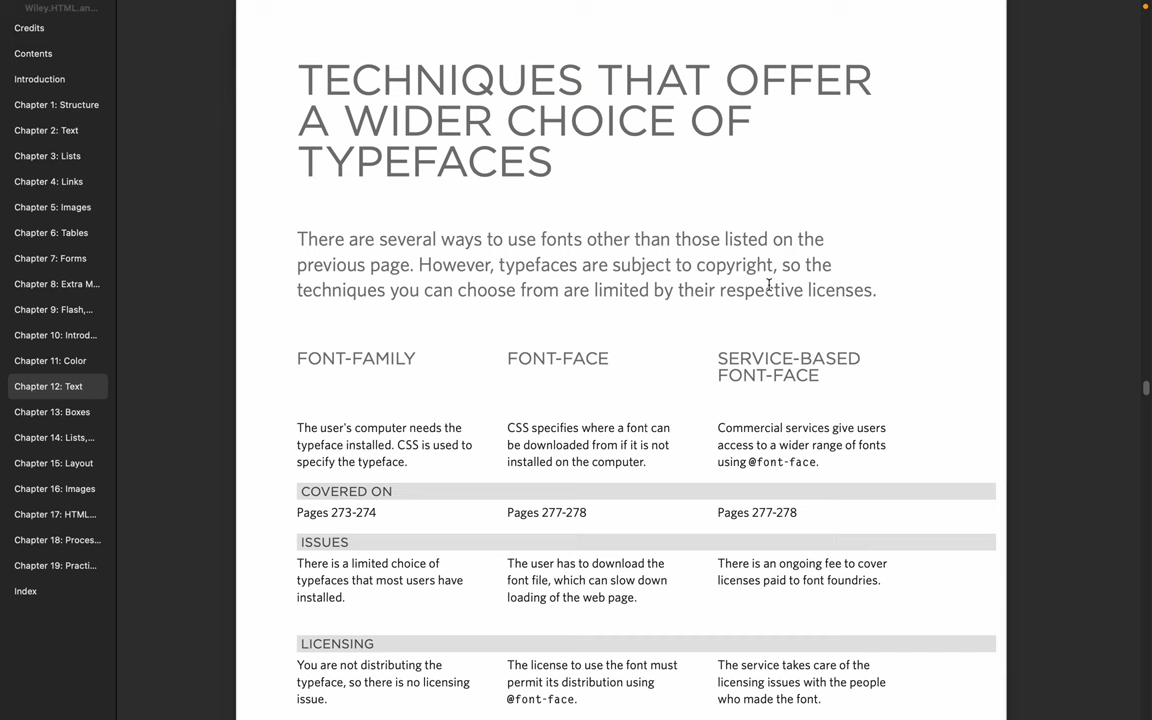 Wiley.HTML.an...
Credits
Contents
Introduction
Chapter 1: Structure
Chapter 2: Text
Chapter 3: Lists
Chapter 4: Links
Chapter 5: Images
Chapter 6: Tables
Chapter 7: Forms
Chapter 8: Extra M...
Chapter 9: Flash,...
Chapter 10: Introd...
Chapter 11: Color
Chapter 12: Text
Chapter 13: Boxes
Chapter 14: Lists,...
Chapter 15: Layout
Chapter 16: Images
Chapter 17: HTML...
Chapter 18: Proces...
Chapter 19: Practi...
Index
TECHNIQUES THAT OFFER
A WIDER CHOICE OF
TYPEFACES
There are several ways to use fonts other than those listed on the
previous page. However, typefaces are subject to copyright, so the
techniques you can choose from are limited by their respective licenses.
FONT-FAMILY
FONT-FACE
SERVICE-BASED
FONT-FACE
The user's computer needs the
typeface installed. CSS is used to
specify the typeface.
CSS specifies where a font can
be downloaded from if it is not
installed on the computer.
Commercial services give users
access to a wider range of fonts
using @font-face.
COVERED ON
Pages 273-274
Pages 277-278
Pages 277-278
ISSUES
There is a limited choice of
typefaces that most users have
installed.
The user has to download the
font file, which can slow down
loading of the web page.
There is an ongoing fee to cover
licenses paid to font foundries.
LICENSING
You are not distributing the
typeface, so there is no licensing
issue.
The license to use the font must
permit its distribution using
@font-face.
The service takes care of the
licensing issues with the people
who made the font.